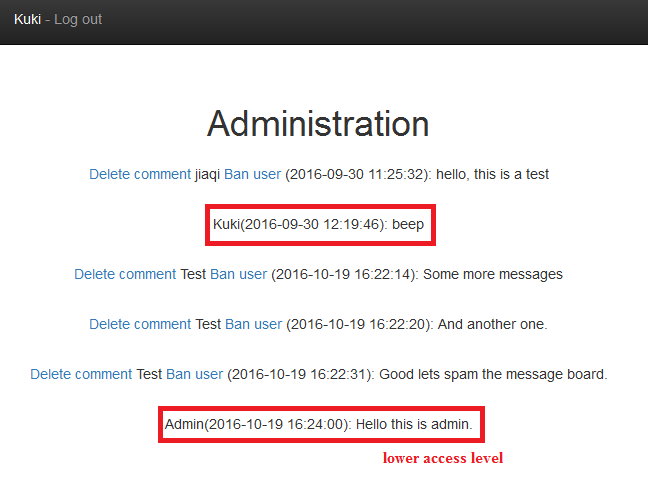 Kuki - Log out
Administration
Delete comment jiaqi Ban user (2016-09-30 11:25:32): hello, this is a test
Kuki(2016-09-30 12:19:46): beep
Delete comment Test Ban user (2016-10-19 16:22:14): Some more messages
Delete comment Test Ban user (2016-10-19 16:22:20): And another one.
Delete comment Test Ban user (2016-10-19 16:22:31): Good lets spam the message board.
Admin(2016-10-19 16:24:00): Hello this is admin.
lower access level